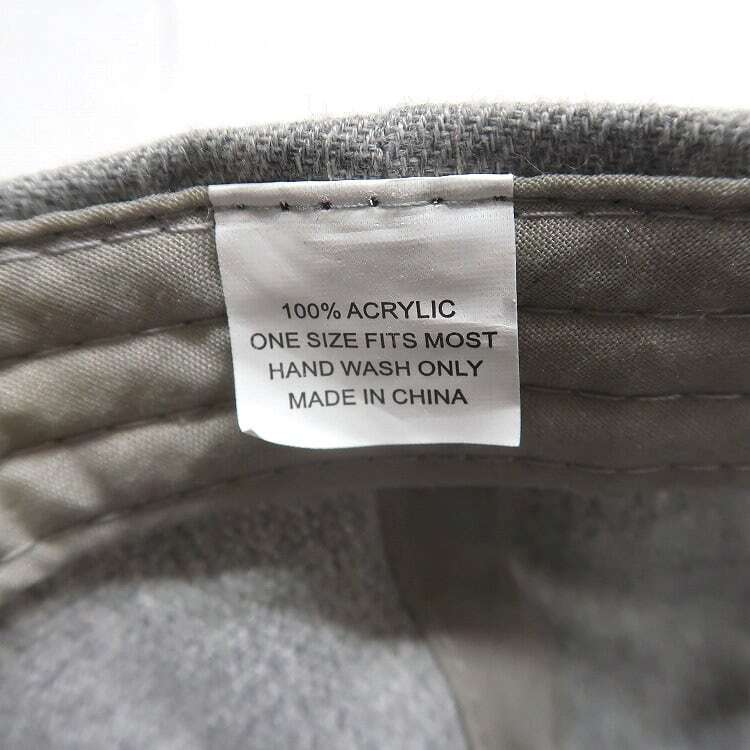 100% ACRYLIC
ONE SIZE FITS MOST
HAND WASH ONLY
MADE IN CHINA